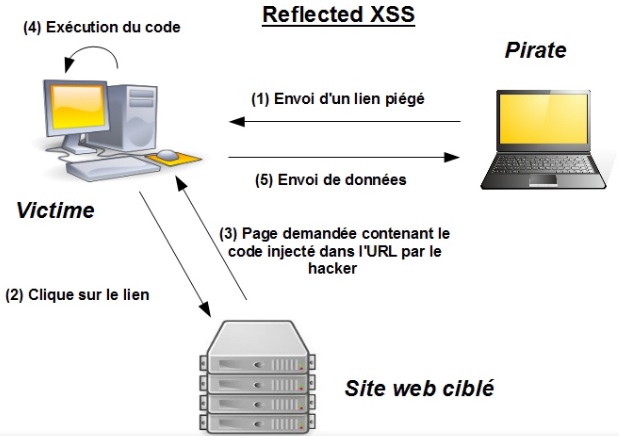 Reflected XSS
(4) Exécution du code
Pirate
(1) Envoi d'un lien piégé
(5) Envoi de données
Victime
(3) Page demandée contenant le
code injecté dans l'URL par le
hacker
(2) Clique sur le lien
Site web ciblé